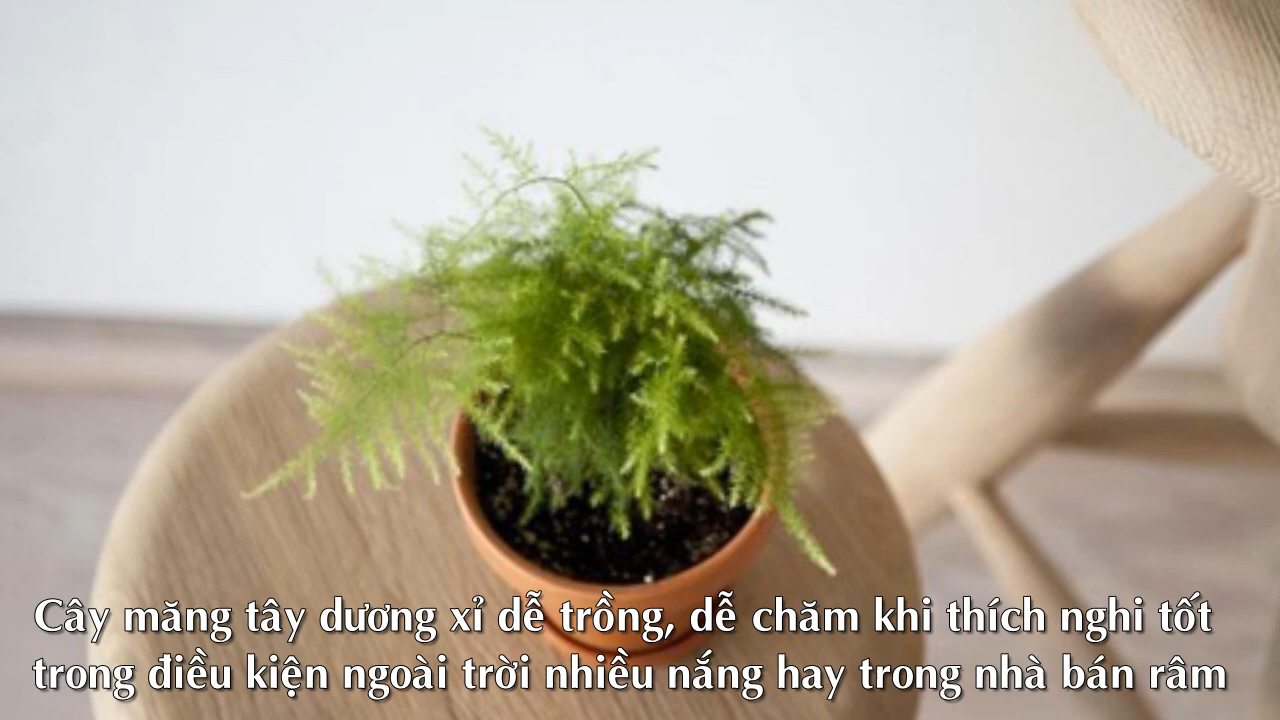 Cây măng tây dương xỉ dễ trồng, dễ chăm khi thích nghi tốt
trong điều kiện ngoài trời nhiều nắng hay trong nhà bán râm